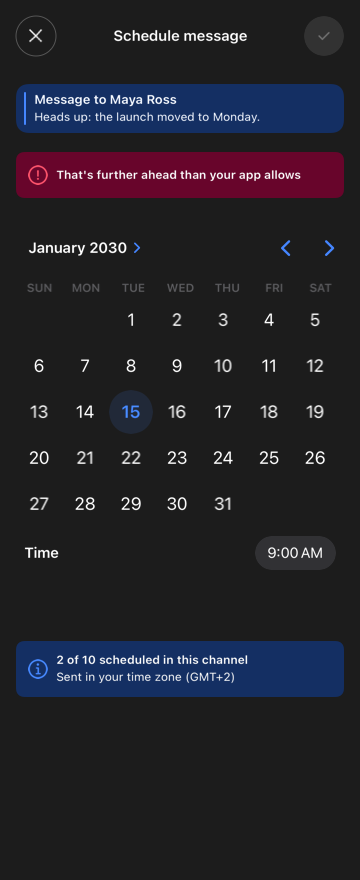 Schedule message
Message to Maya Ross
Heads up: the launch moved to Monday.
That's further ahead than your app allows
January 2030
SUN MON TUE WED THU FRI SAT
1 2 3 4 5
6 7 8 9 10 11 12
13 14 15 16 17 18 19
20 21 22 23 24 25 26
27 28 29 30 31
Time 9:00 AM
2 of 10 scheduled in this channel
Sent in your time zone (GMT+2)